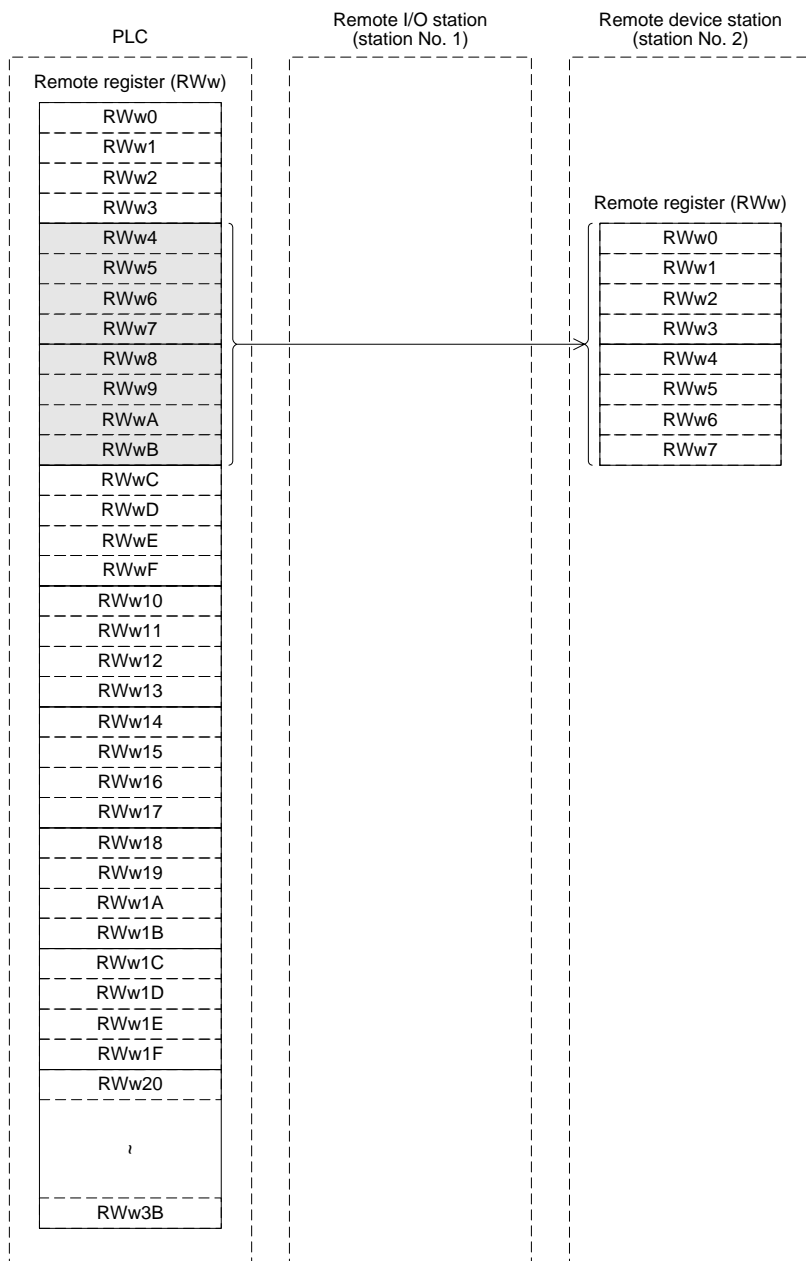 PLC
Remote I/O station
(station No. 1)
Remote device station
(station No. 2)
Remote register (RWw)
RWw0
RWw1
RWw2
RWw3
RWw4
RWw5
RWw6
RWw7
RWw8
RWw9
RWwA
RWwB
RWwC
RWwD
RWwE
RWwF
RWw10
RWw11
RWw12
RWw13
RWw14
RWw15
RWw16
RWw17
RWw18
RWw19
RWw1A
RWw1B
RWw1C
RWw1D
RWw1E
RWw1F
RWw20
~
RWw3B
Remote register (RWw)
RWw0
RWw1
RWw2
RWw3
RWw4
RWw5
RWw6
RWw7